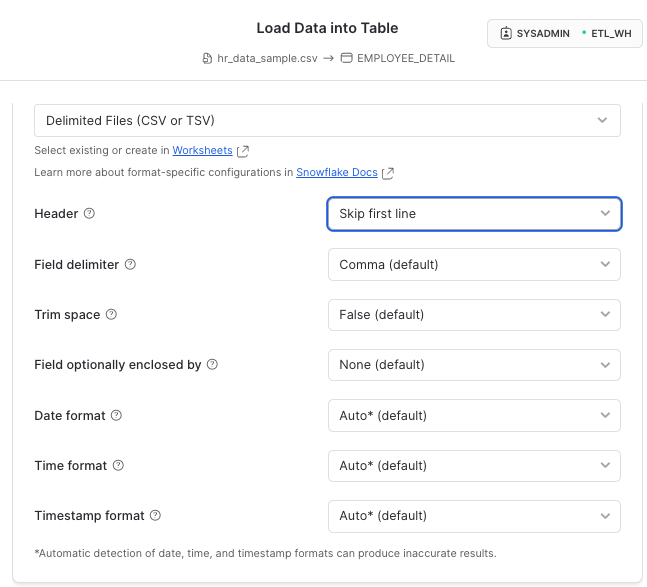 Load Data into Table
SYSADMIN • ETL_WH
hr_data_sample.csv → EMPLOYEE_DETAIL
Delimited Files (CSV or TSV)
Select existing or create in Worksheets
Learn more about format-specific configurations in Snowflake Docs
Header Skip first line
Field delimiter Comma (default)
Trim space False (default)
Field optionally enclosed by None (default)
Date format Auto* (default)
Time format Auto* (default)
Timestamp format Auto* (default)
*Automatic detection of date, time, and timestamp formats can produce inaccurate results.